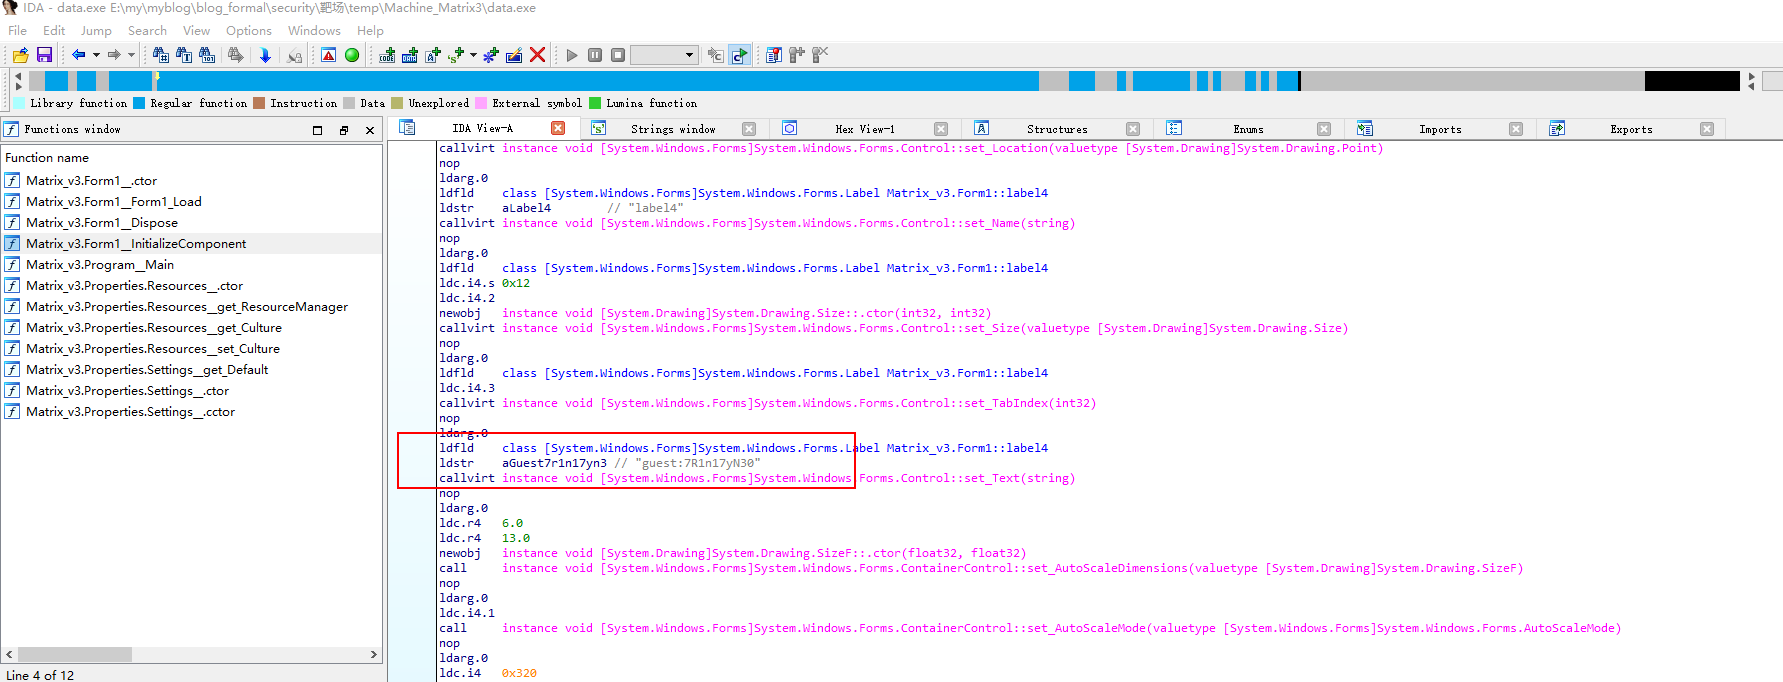 IDA - data.exe E:\my\myblog\blog_formal\security\靶场\temp\Machine_Matrix3\data.exe
File Edit Jump Search View Options Windows Help
Library function Regular function Instruction Data Unexplored External symbol Lumina function
Functions window
IDA View-A Strings window Hex View-1 Structures Enums Imports Exports
Function name
Matrix_v3.Form1__.ctor
Matrix_v3.Form1__Form1_Load
Matrix_v3.Form1__Dispose
Matrix_v3.Form1__InitializeComponent
Matrix_v3.Program__Main
Matrix_v3.Properties.Resources__.ctor
Matrix_v3.Properties.Resources__get_ResourceManager
Matrix_v3.Properties.Resources__get_Culture
Matrix_v3.Properties.Resources__set_Culture
Matrix_v3.Properties.Settings__get_Default
Matrix_v3.Properties.Settings__.ctor
Matrix_v3.Properties.Settings__.cctor
Line 4 of 12
callvirt instance void [System.Windows.Forms]System.Windows.Forms.Control::set_Location(valuetype [System.Drawing]System.Drawing.Point)
nop
ldarg.0
ldfld class [System.Windows.Forms]System.Windows.Forms.Label Matrix_v3.Form1::label4
ldstr aLabel4 // "label4"
callvirt instance void [System.Windows.Forms]System.Windows.Forms.Control::set_Name(string)
nop
ldarg.0
ldfld class [System.Windows.Forms]System.Windows.Forms.Label Matrix_v3.Form1::label4
ldc.i4.s 0x12
ldc.i4.2
newobj instance void [System.Drawing]System.Drawing.Size::.ctor(int32, int32)
callvirt instance void [System.Windows.Forms]System.Windows.Forms.Control::set_Size(valuetype [System.Drawing]System.Drawing.Size)
nop
ldarg.0
ldfld class [System.Windows.Forms]System.Windows.Forms.Label Matrix_v3.Form1::label4
ldc.i4.3
callvirt instance void [System.Windows.Forms]System.Windows.Forms.Control::set_TabIndex(int32)
nop
ldarg.0
ldfld class [System.Windows.Forms]System.Windows.Forms.Label Matrix_v3.Form1::label4
ldstr aGuest7r1n17yn3 // "guest:7R1n17yN30"
callvirt instance void [System.Windows.Forms]System.Windows.Forms.Control::set_Text(string)
nop
ldarg.0
ldc.r4 6.0
ldc.r4 13.0
newobj instance void [System.Drawing]System.Drawing.SizeF::.ctor(float32, float32)
call instance void [System.Windows.Forms]System.Windows.Forms.ContainerControl::set_AutoScaleDimensions(valuetype [System.Drawing]System.Drawing.SizeF)
nop
ldarg.0
ldc.i4.1
call instance void [System.Windows.Forms]System.Windows.Forms.ContainerControl::set_AutoScaleMode(valuetype [System.Windows.Forms]System.Windows.Forms.AutoScaleMode)
nop
ldarg.0
ldc.i4 0x320